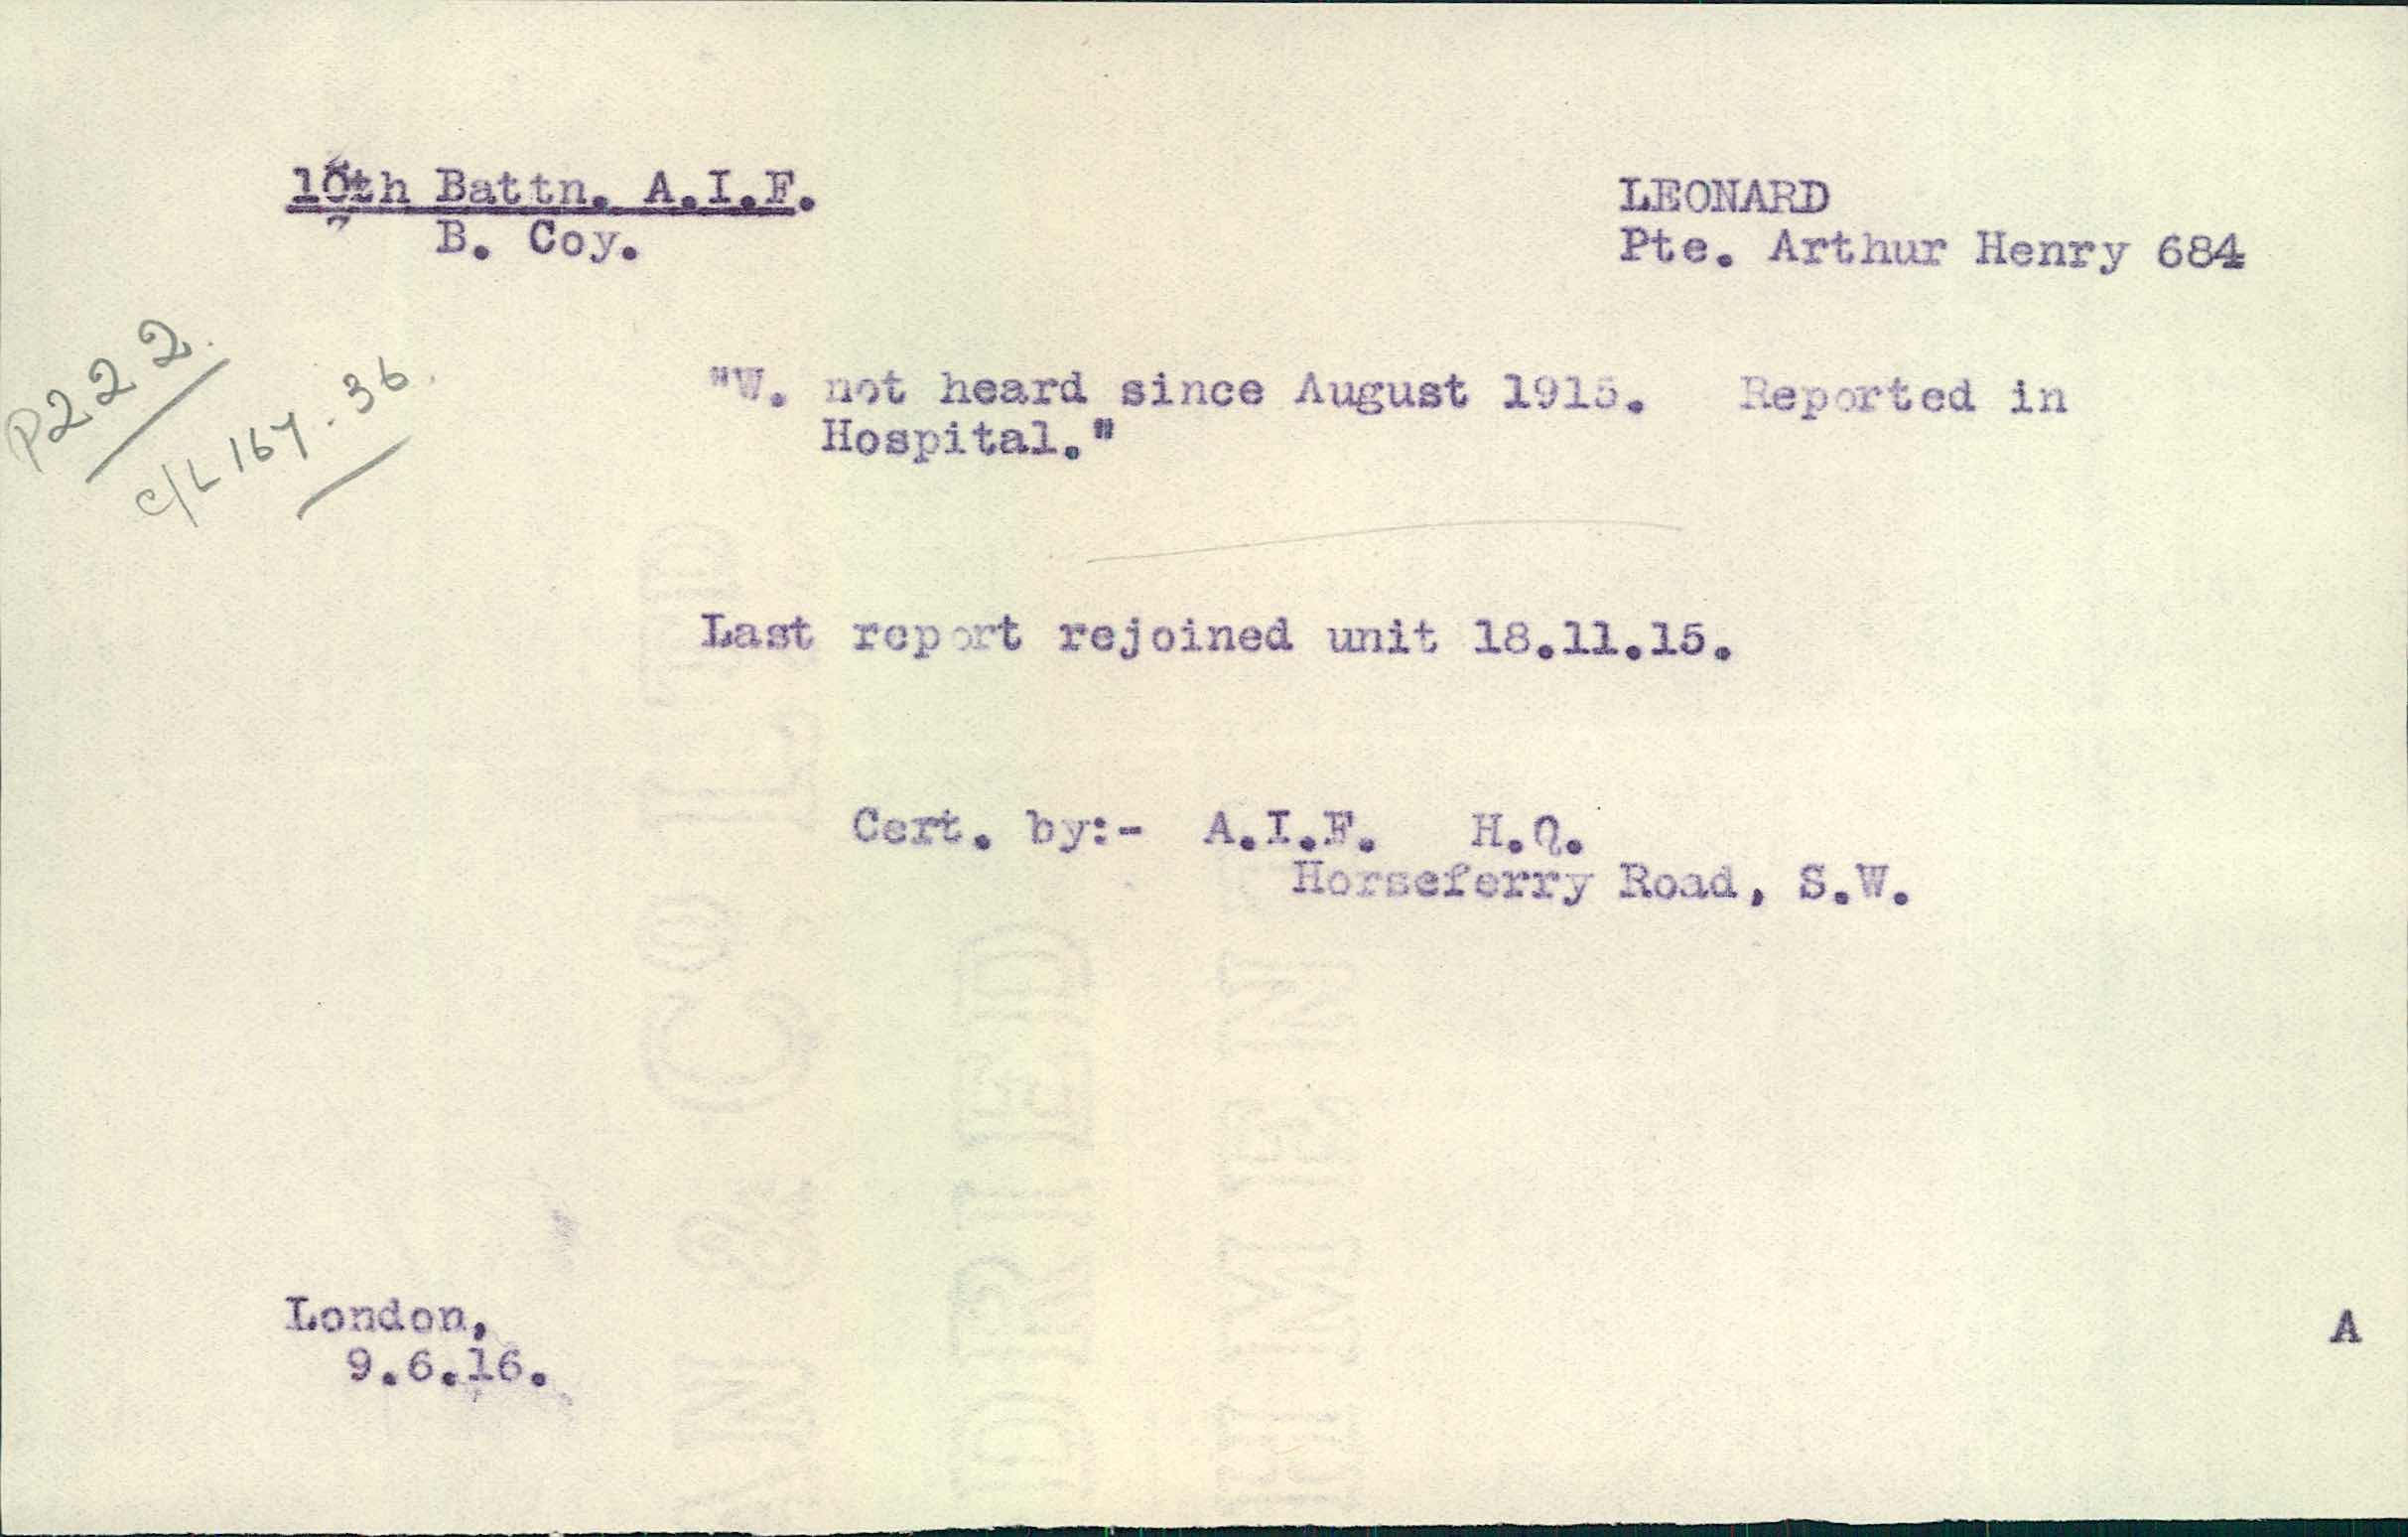 th Battn. A.I.F.
B. Coy.
LEONARD
Pte. Arthur Henry 684
P222.
C/L 167.36.
"W. not heard since August 1915. Reported in
Hospital."
Last report rejoined unit 18.11.15.
Cert. by:- A.I.F. H.Q.
Horseferry Road, S.W.
London,
9.6.16.
A